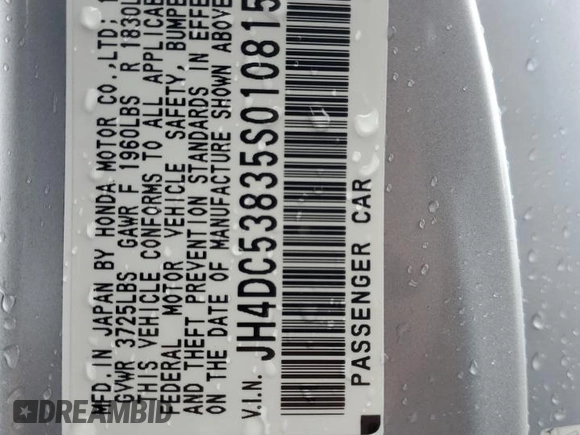 MFD. IN JAPAN BY HONDA MOTOR CO., LTD:
GVWR 3725LBS GAWR F 1960LBS R 1830L
THIS VEHICLE CONFORMS TO ALL APPLICAB
FEDERAL MOTOR VEHICLE SAFETY, BUMPE
AND THEFT PREVENTION STANDARDS IN EFFE
ON THE DATE OF MANUFACTURE SHOWN ABOVE
V.I.N. JH4DC53835S010815
PASSENGER CAR
DREAMBID